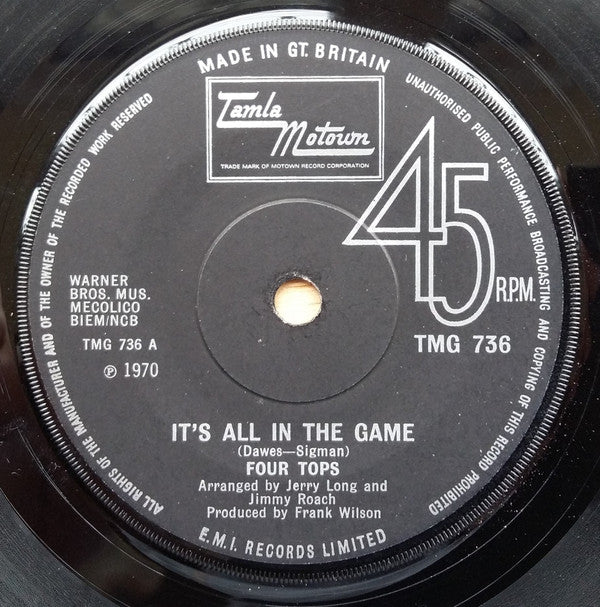 MADE IN GT. BRITAIN
UNAUTHORISED PUBLIC PERFORMANCE BROADCASTING AND COPYING OF THIS RECORD PROHIBITED
ALL RIGHTS OF THE MANUFACTURER AND OF THE OWNER OF THE RECORDED WORK RESERVED
Tamla
Motown
TRADE MARK OF MOTOWN RECORD CORPORATION
45
R.P.M.
WARNER
BROS. MUS.
MECOLICO
BIEM/NCB
TMG 736 A
℗ 1970
TMG 736
IT'S ALL IN THE GAME
(Dawes—Sigman)
FOUR TOPS
Arranged by Jerry Long and
Jimmy Roach
Produced by Frank Wilson
E.M.I. RECORDS LIMITED